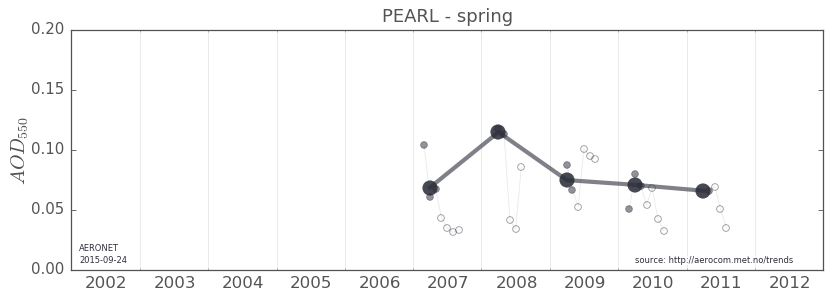 PEARL - spring
0.20
0.15
0.10
0.05
0.00
AOD550
AERONET
2015-09-24
source: http://aerocom.met.no/trends
2002 2003 2004 2005 2006 2007 2008 2009 2010 2011 2012